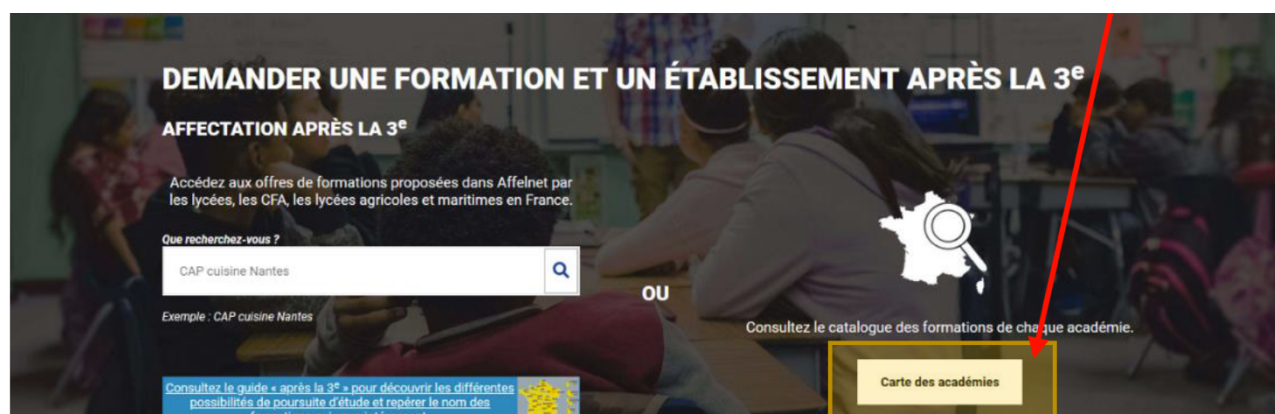 DEMANDER UNE FORMATION ET UN ÉTABLISSEMENT APRÈS LA 3e
AFFECTATION APRÈS LA 3e
Accédez aux offres de formations proposées dans Affelnet par
les lycées, les CFA, les lycées agricoles et maritimes en France.
Que recherchez-vous ?
CAP cuisine Nantes
Exemple : CAP cuisine Nantes
Consultez le guide « après la 3e » pour découvrir les différentes
possibilités de poursuite d'étude et repérer le nom des
OU
Consultez le catalogue des formations de chaque académie.
Carte des académies